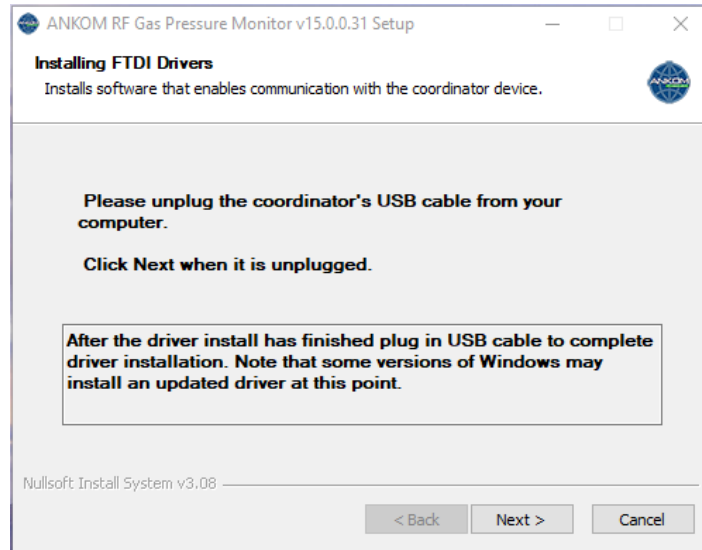 ANKOM RF Gas Pressure Monitor v15.0.0.31 Setup
Installing FTDI Drivers
Installs software that enables communication with the coordinator device.
ANKOM
Please unplug the coordinator's USB cable from your
computer.
Click Next when it is unplugged.
After the driver install has finished plug in USB cable to complete
driver installation. Note that some versions of Windows may
install an updated driver at this point.
Nullsoft Install System v3.08
< Back
Next >
Cancel